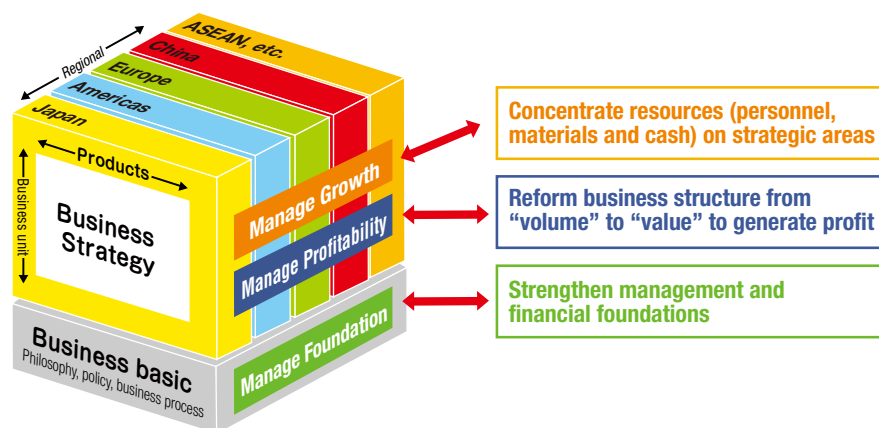 ASEAN, etc.
China
Europe
Americas
Japan
Regional
Products
Business unit
Business
Strategy
Manage Growth
Manage Profitability
Manage Foundation
Business basic
Philosophy, policy, business process
Concentrate resources (personnel,
materials and cash) on strategic areas
Reform business structure from
“volume” to “value” to generate profit
Strengthen management and
financial foundations